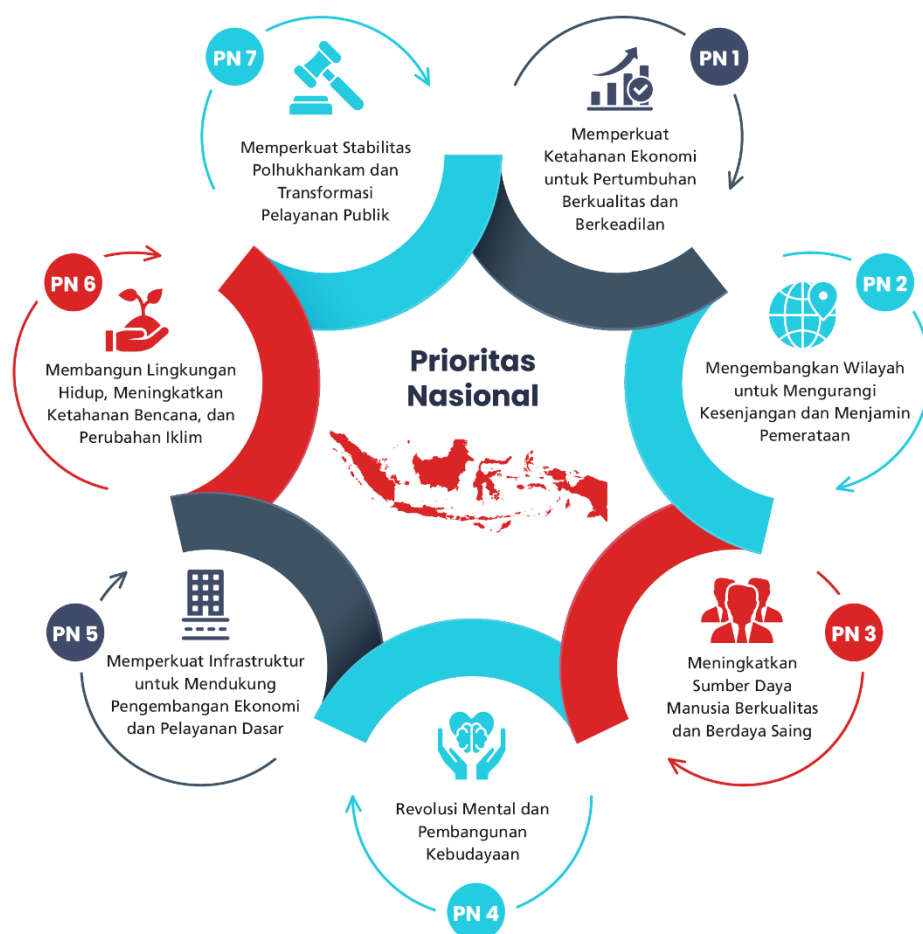 Prioritas
Nasional
PN 1
Memperkuat
Ketahanan Ekonomi
untuk Pertumbuhan
Berkualitas dan
Berkeadilan
PN 2
Mengembangkan Wilayah
untuk Mengurangi
Kesenjangan dan Menjamin
Pemerataan
PN 3
Meningkatkan
Sumber Daya
Manusia Berkualitas
dan Berdaya Saing
PN 4
Revolusi Mental dan
Pembangunan
Kebudayaan
PN 5
Memperkuat Infrastruktur
untuk Mendukung
Pengembangan Ekonomi
dan Pelayanan Dasar
PN 6
Membangun Lingkungan
Hidup, Meningkatkan
Ketahanan Bencana, dan
Perubahan Iklim
PN 7
Memperkuat Stabilitas
Polhukhankam dan
Transformasi
Pelayanan Publik